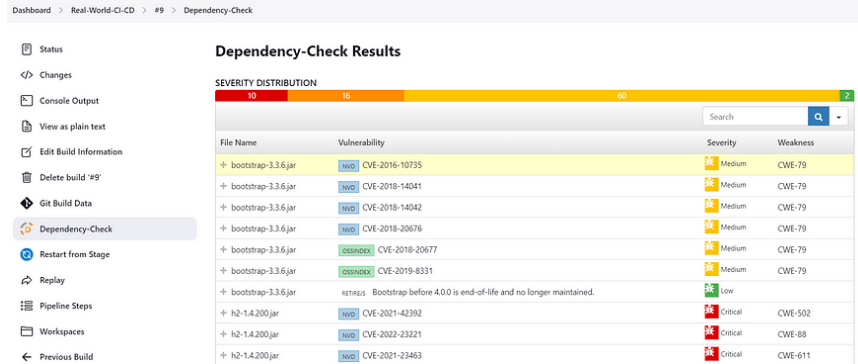 Dashboard > Real-World-CI-CD > #9 > Dependency-Check
Status
Changes
Console Output
View as plain text
Edit Build Information
Delete build '#9'
Git Build Data
Dependency-Check
Restart from Stage
Replay
Pipeline Steps
Workspaces
Previous Build
Dependency-Check Results
SEVERITY DISTRIBUTION
10 16 60 2
Search
File Name Vulnerability Severity Weakness
+ bootstrap-3.3.6.jar NVD CVE-2016-10735 Medium CWE-79
+ bootstrap-3.3.6.jar NVD CVE-2018-14041 Medium CWE-79
+ bootstrap-3.3.6.jar NVD CVE-2018-14042 Medium CWE-79
+ bootstrap-3.3.6.jar NVD CVE-2018-20676 Medium CWE-79
+ bootstrap-3.3.6.jar OSSINDEX CVE-2018-20677 Medium CWE-79
+ bootstrap-3.3.6.jar OSSINDEX CVE-2019-8331 Medium CWE-79
+ bootstrap-3.3.6.jar RETIREJS Bootstrap before 4.0.0 is end-of-life and no longer maintained. Low
+ h2-1.4.200.jar NVD CVE-2021-42392 Critical CWE-502
+ h2-1.4.200.jar NVD CVE-2022-23221 Critical CWE-88
+ h2-1.4.200.jar NVD CVE-2021-23463 Critical CWE-611